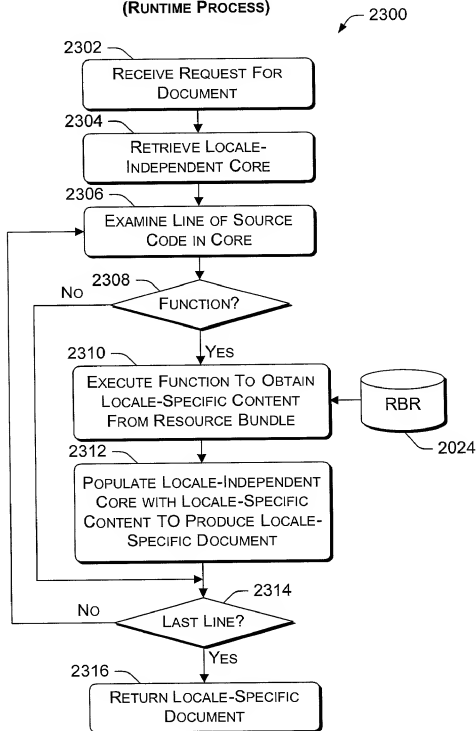 (RUNTIME PROCESS)
2300
2302
RECEIVE REQUEST FOR
DOCUMENT
2304
RETRIEVE LOCALE-
INDEPENDENT CORE
2306
EXAMINE LINE OF SOURCE
CODE IN CORE
2308
NO
FUNCTION?
YES
2310
EXECUTE FUNCTION TO OBTAIN
LOCALE-SPECIFIC CONTENT
FROM RESOURCE BUNDLE
RBR
2024
2312
POPULATE LOCALE-INDEPENDENT
CORE WITH LOCALE-SPECIFIC
CONTENT TO PRODUCE LOCALE-
SPECIFIC DOCUMENT
2314
NO
LAST LINE?
YES
2316
RETURN LOCALE-SPECIFIC
DOCUMENT